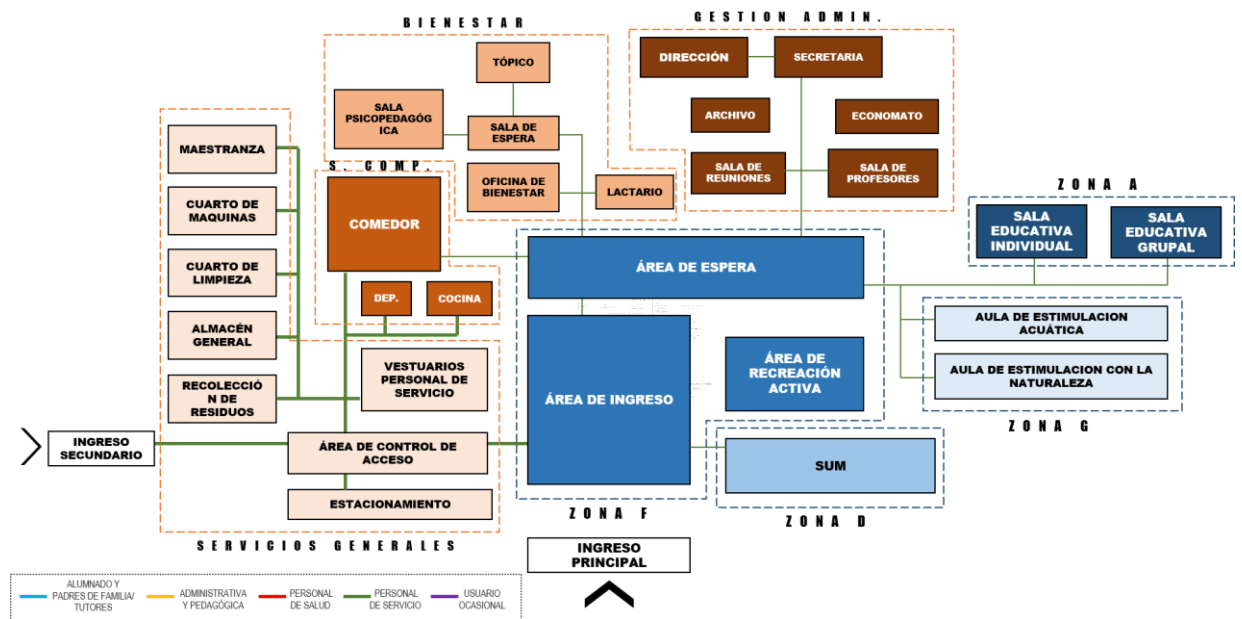 BIENESTAR
GESTION ADMIN.
TÓPICO
SALA
PSICOPEDAGÓG
ICA
SALA DE
ESPERA
OFICINA DE
BIENESTAR
LACTARIO
DIRECCIÓN
SECRETARIA
ARCHIVO
ECONOMATO
SALA DE
REUNIONES
SALA DE
PROFESORES
MAESTRANZA
CUARTO DE
MAQUINAS
CUARTO DE
LIMPIEZA
ALMACÉN
GENERAL
RECOLECCIÓ
N DE
RESIDUOS
S. COMP.
COMEDOR
DEP.
COCINA
VESTUARIOS
PERSONAL DE
SERVICIO
ÁREA DE CONTROL DE
ACCESO
ESTACIONAMIENTO
INGRESO
SECUNDARIO
SERVICIOS GENERALES
ÁREA DE ESPERA
ÁREA DE INGRESO
ÁREA DE
RECREACIÓN
ACTIVA
ZONA F
SUM
ZONA D
ZONA A
SALA
EDUCATIVA
INDIVIDUAL
SALA
EDUCATIVA
GRUPAL
AULA DE ESTIMULACION
ACUÁTICA
AULA DE ESTIMULACION CON LA
NATURALEZA
ZONA G
INGRESO
PRINCIPAL
ALUMNADO Y
PADRES DE FAMILIA/
TUTORES
ADMINISTRATIVA
Y PEDAGÓGICA
PERSONAL
DE SALUD
PERSONAL
DE SERVICIO
USUARIO
OCASIONAL